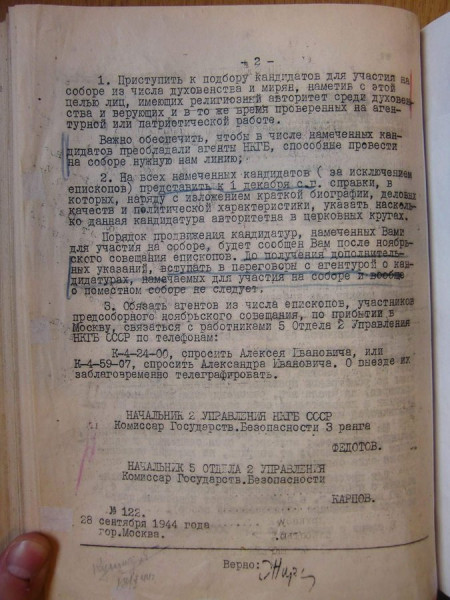 - 2 -
1. Приступить к подбору кандидатов для участия на
соборе из числа духовенства и мирян, наметив с этой
целью лиц, имеющих религиозный авторитет среди духовен-
ства и верующих и в то же время проверенных на аген-
турной или патриотической работе.
Важно обеспечить, чтобы в числе намеченных кан-
дидатов преобладали агенты НКГБ, способные провести
на соборе нужную нам линию;
2. На всех намеченных кандидатов ( за исключением
епископов) представить к 1 декабря с.г. справки, в
которых, наряду с изложением краткой биографии, деловых
качеств и политической характеристики, указать насколь-
ко данная кандидатура авторитетна в церковных кругах.
Порядок продвижения кандидатур, намеченных Вами
для участия на соборе, будет сообщен Вам после ноябрь-
ского совещания епископов. До получения дополнитель-
ных указаний, вступать в переговоры с агентурой о кан-
дидатурах, намечаемых для участия на соборе и вообще
о поместном соборе не следует.
3. Обязать агентов из числа епископов, участников
предсоборного ноябрьского совещания, по прибытии в
Москву, связаться с работниками 5 Отдела 2 Управления
НКГБ СССР по телефонам:
К-4-24-00, спросить Алексея Ивановича, или
К-4-59-07, спросить Александра Ивановича. О выезде их
заблаговременно телеграфировать.
НАЧАЛЬНИК 2 УПРАВЛЕНИЯ НКГБ СССР
Комиссар Государств.Безопасности 3 ранга
ФЕДОТОВ.
НАЧАЛЬНИК 5 ОТДЕЛА 2 УПРАВЛЕНИЯ
Комиссар Государств.Безопасности
КАРПОВ.
№ 122.
28 сентября 1944 года
гор.Москва.
Верно: